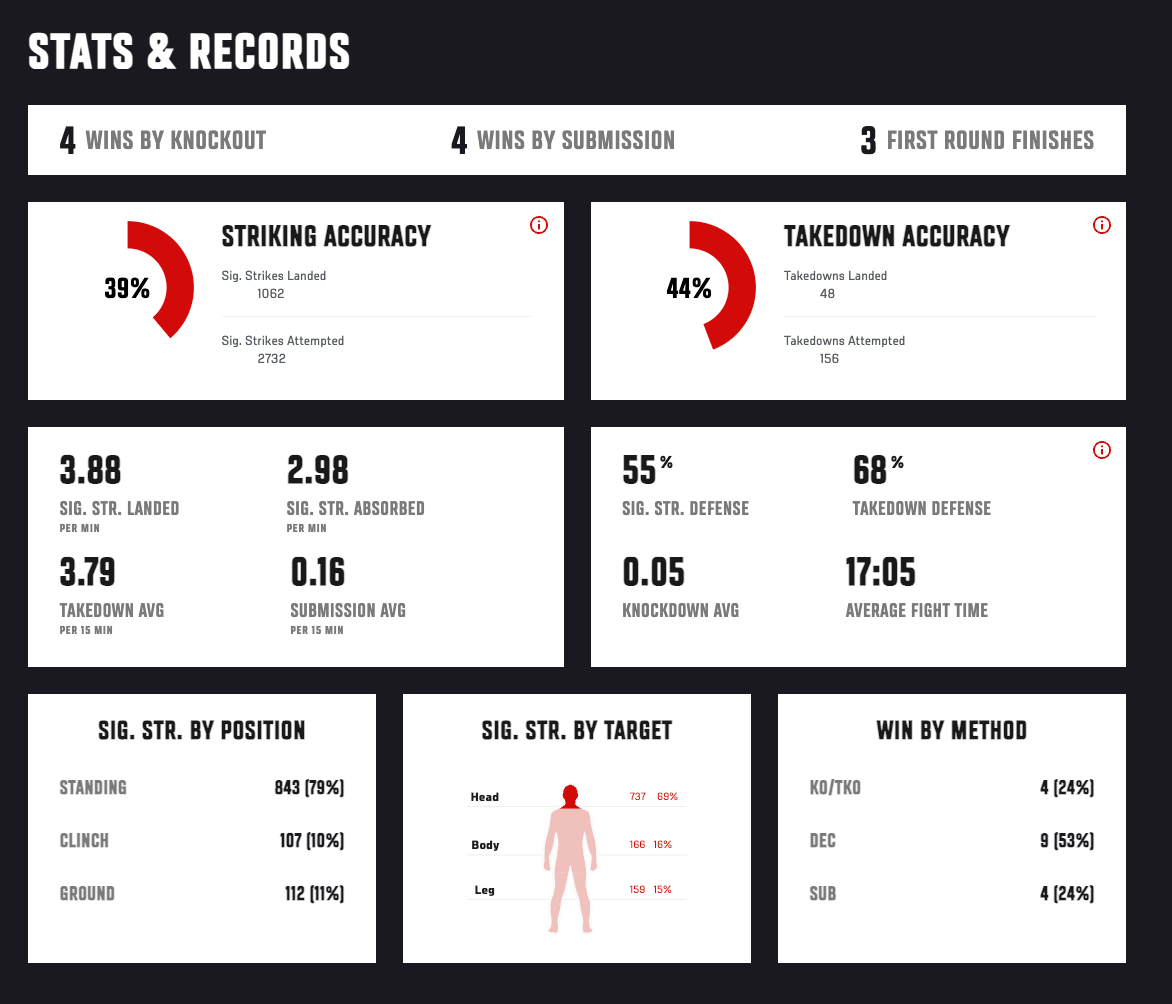 STATS & RECORDS
4 WINS BY KNOCKOUT
4 WINS BY SUBMISSION
3 FIRST ROUND FINISHES
39%
STRIKING ACCURACY
Sig. Strikes Landed
1062
Sig. Strikes Attempted
2732
44%
TAKEDOWN ACCURACY
Takedowns Landed
48
Takedowns Attempted
156
3.88
SIG. STR. LANDED
PER MIN
2.98
SIG. STR. ABSORBED
PER MIN
3.79
TAKEDOWN AVG
PER 15 MIN
0.16
SUBMISSION AVG
PER 15 MIN
55%
SIG. STR. DEFENSE
68%
TAKEDOWN DEFENSE
0.05
KNOCKDOWN AVG
17:05
AVERAGE FIGHT TIME
SIG. STR. BY POSITION
STANDING 843 (79%)
CLINCH 107 (10%)
GROUND 112 (11%)
SIG. STR. BY TARGET
Head 737 69%
Body 166 16%
Leg 159 15%
WIN BY METHOD
KO/TKO 4 (24%)
DEC 9 (53%)
SUB 4 (24%)